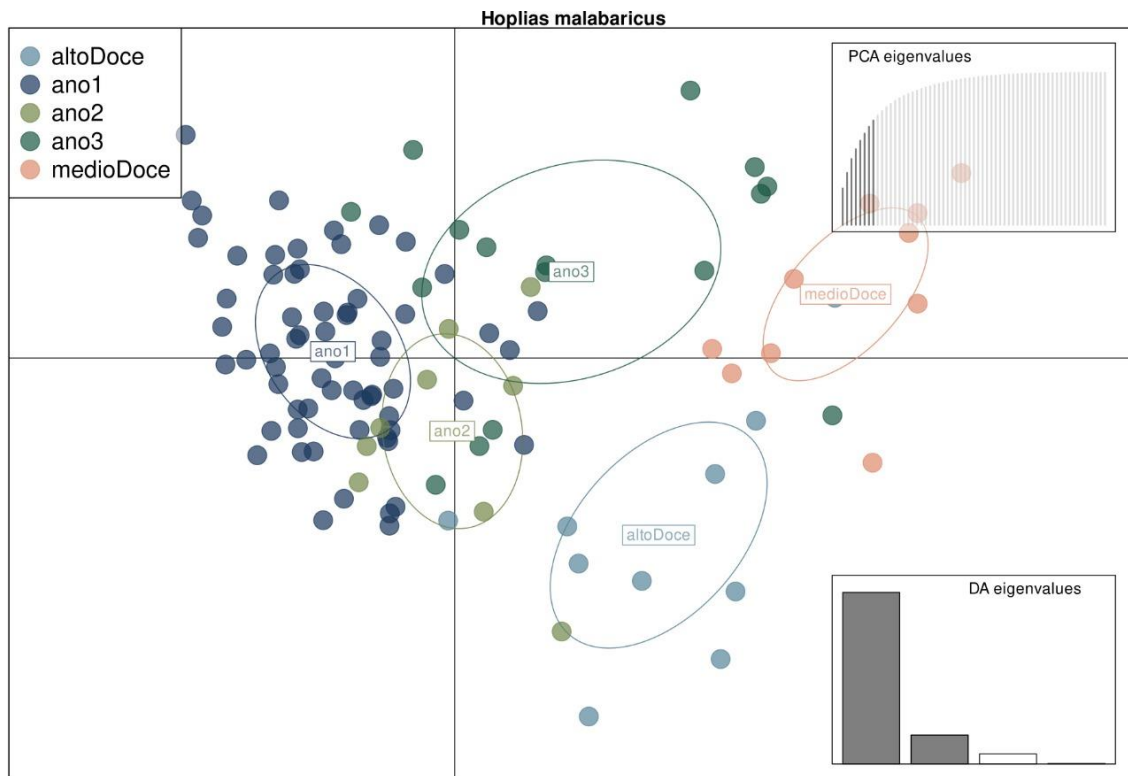 Hoplias malabaricus
altoDoce
ano1
ano2
ano3
medioDoce
PCA eigenvalues
ano3
medioDoce
ano1
ano2
altoDoce
DA eigenvalues